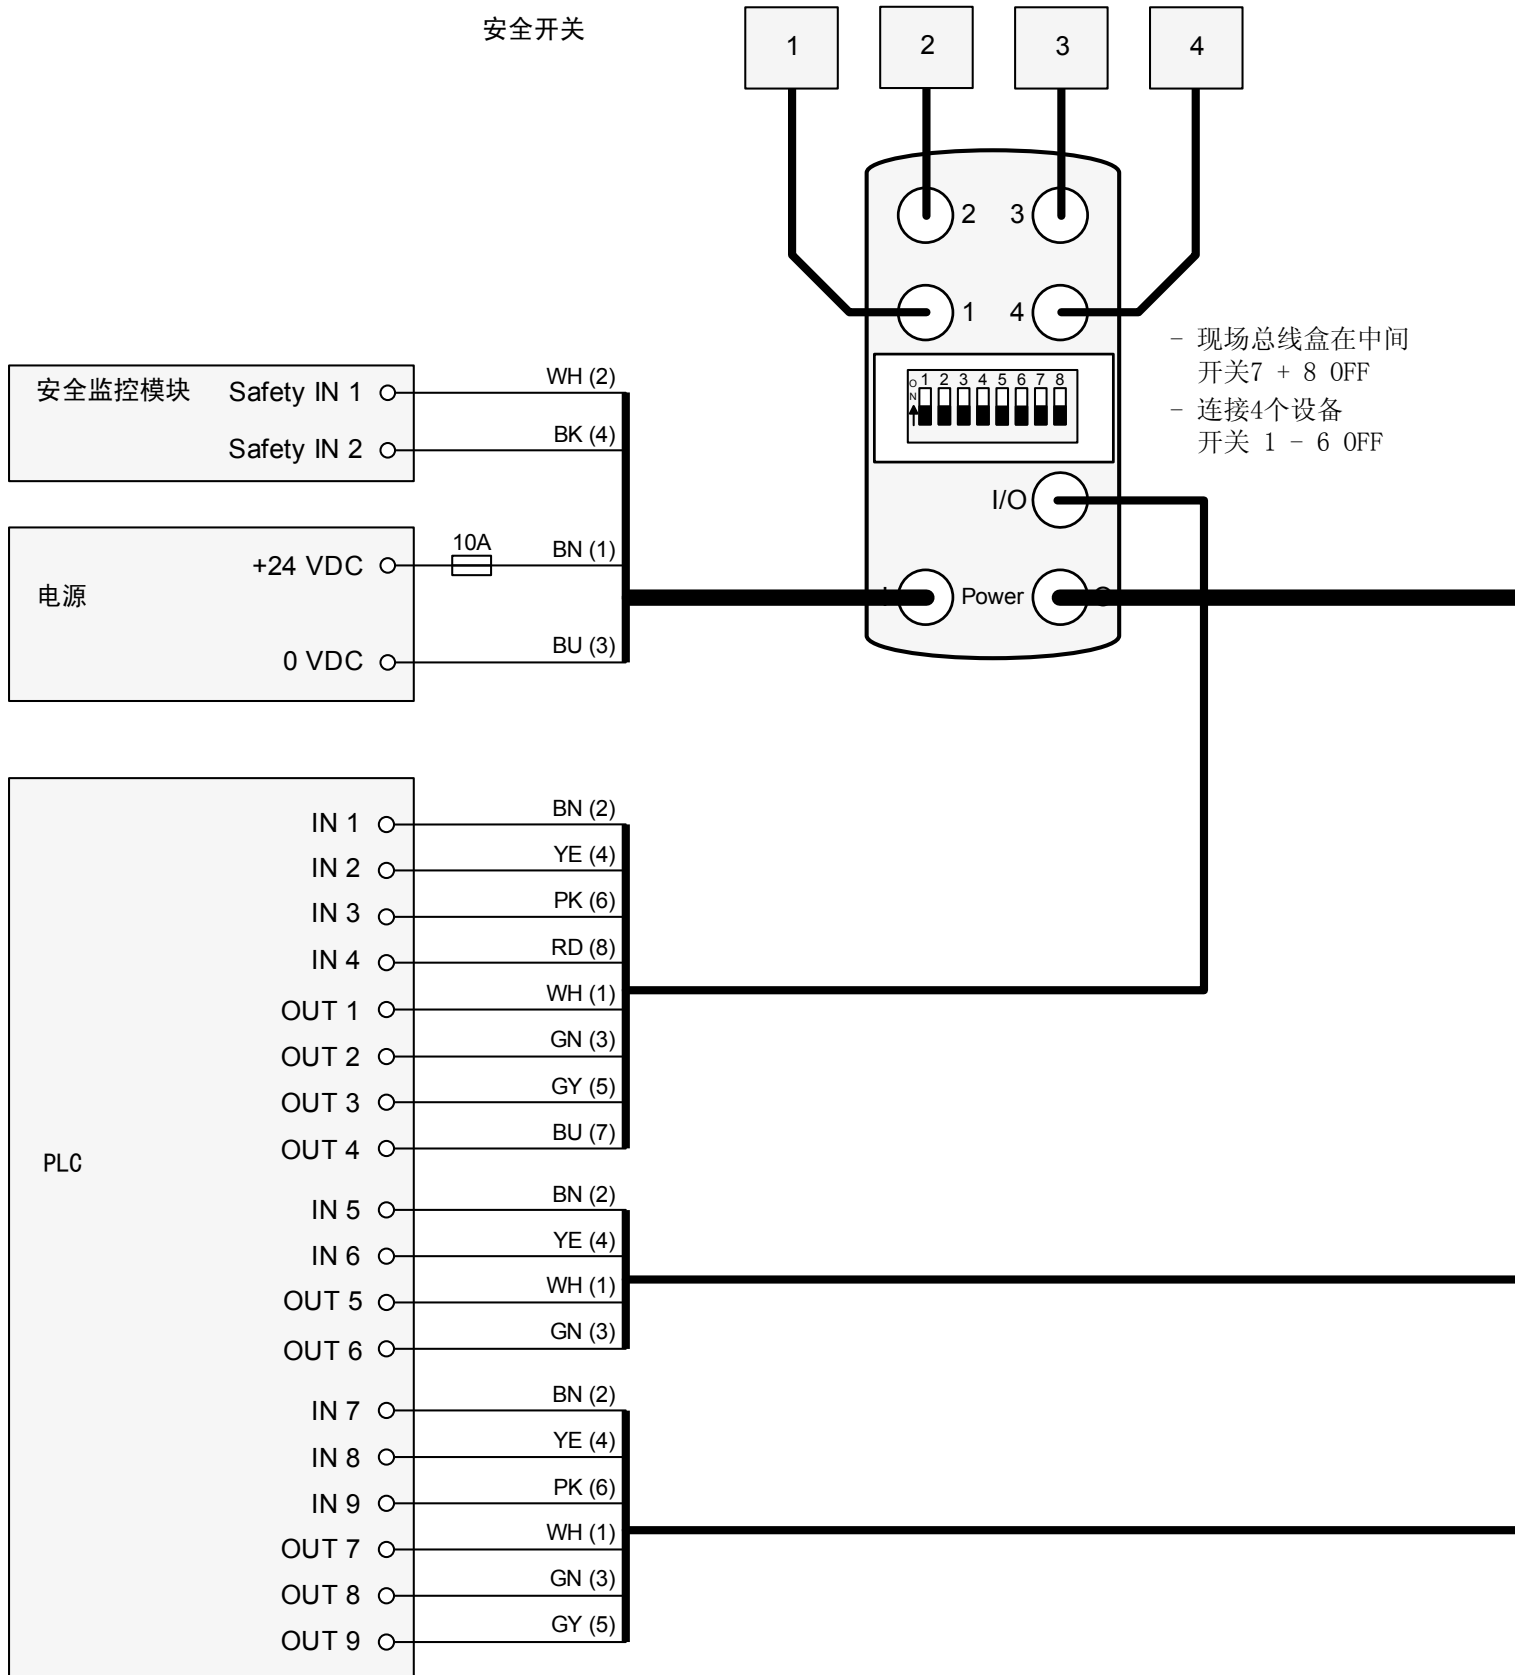 安全开关
1
2
3
4
2
3
1
4
- 现场总线盒在中间
开关7 + 8 OFF
- 连接4个设备
开关 1 - 6 OFF
ON
1 2 3 4 5 6 7 8
I/O
I
Power
O
安全监控模块
Safety IN 1
WH (2)
Safety IN 2
BK (4)
电源
+24 VDC
10A
BN (1)
0 VDC
BU (3)
PLC
IN 1
BN (2)
IN 2
YE (4)
IN 3
PK (6)
IN 4
RD (8)
OUT 1
WH (1)
OUT 2
GN (3)
OUT 3
GY (5)
OUT 4
BU (7)
IN 5
BN (2)
IN 6
YE (4)
OUT 5
WH (1)
OUT 6
GN (3)
IN 7
BN (2)
IN 8
YE (4)
IN 9
PK (6)
OUT 7
WH (1)
OUT 8
GN (3)
OUT 9
GY (5)